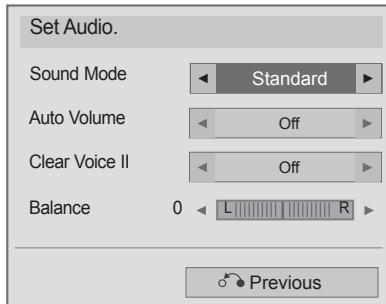 Set Audio.
Sound Mode ◄ Standard ►
Auto Volume ◄ Off ►
Clear Voice II ◄ Off ►
Balance 0 ◄ L R ►
Previous